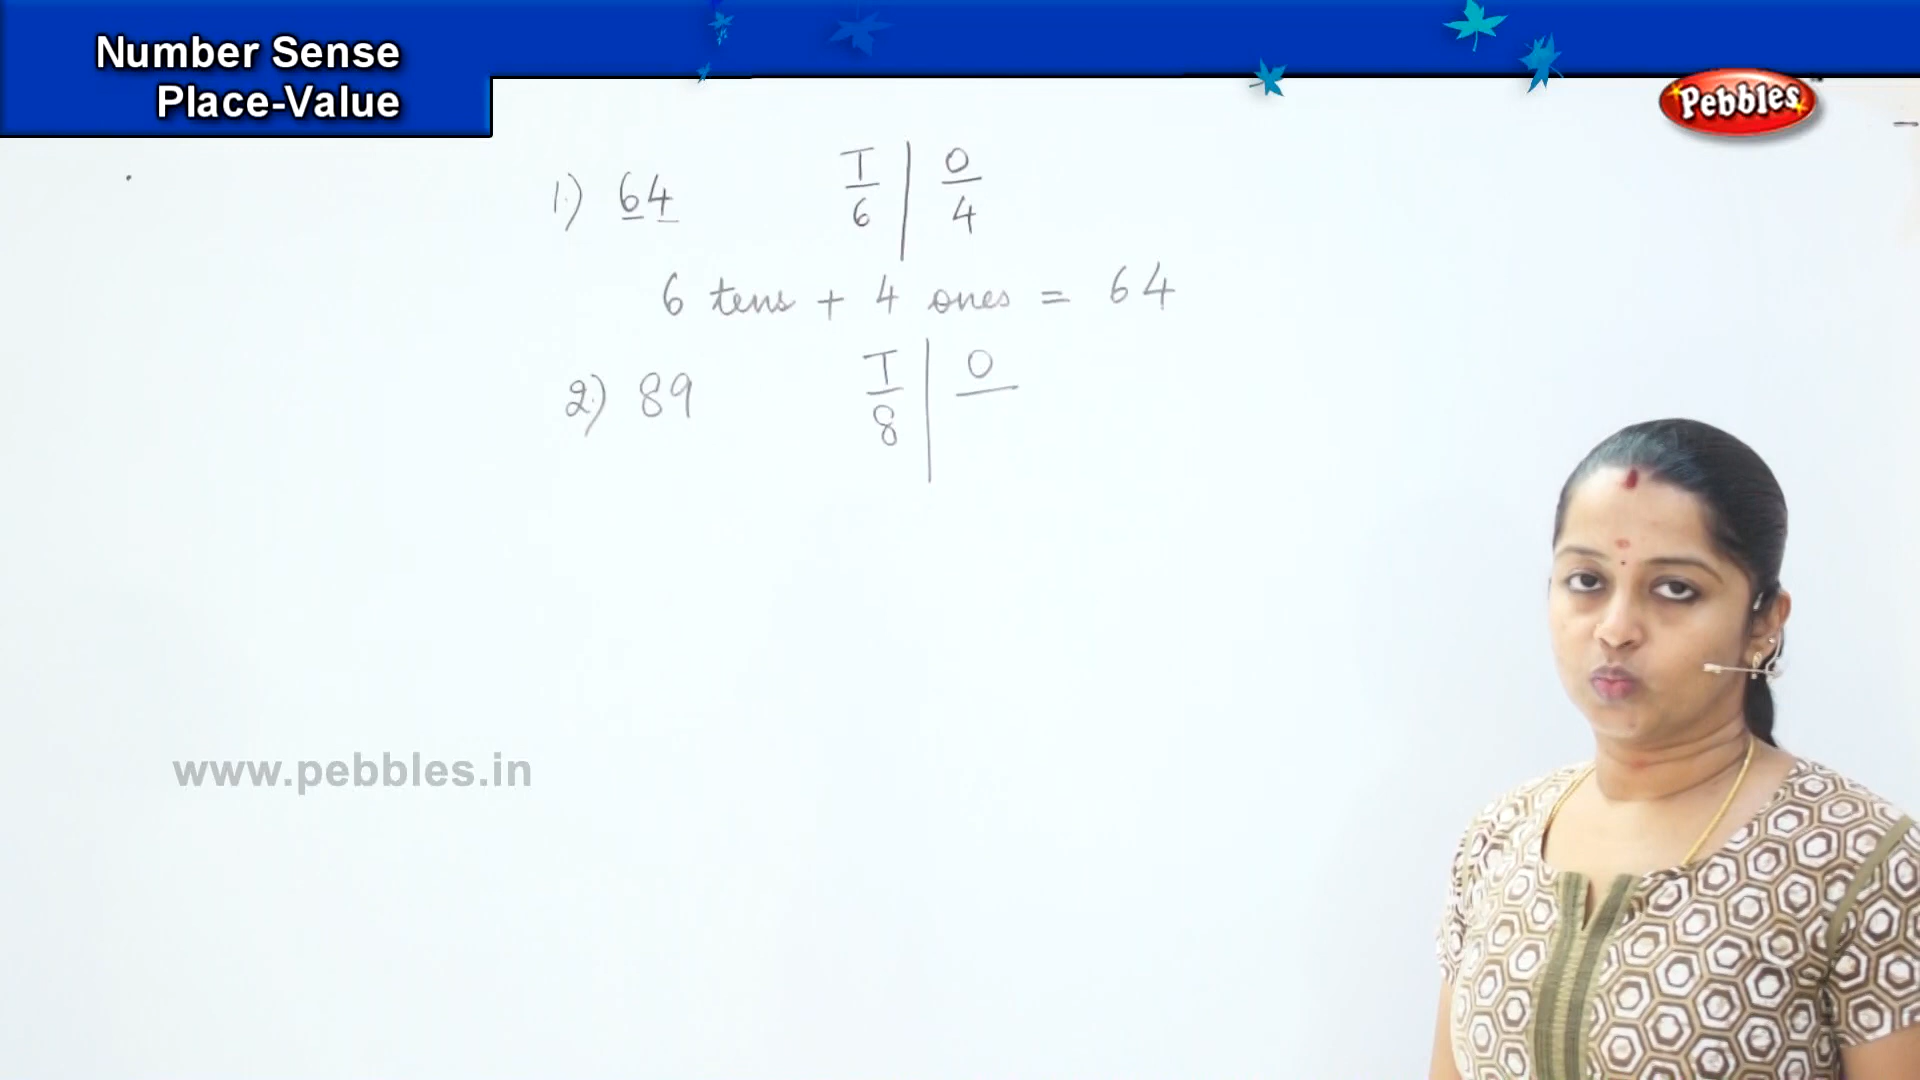 Number Sense
Place-Value
Pebbles
1.) 64 T | O
6 | 4
6 tens + 4 ones = 64
2.) 89 T | O
8 |
www.pebbles.in